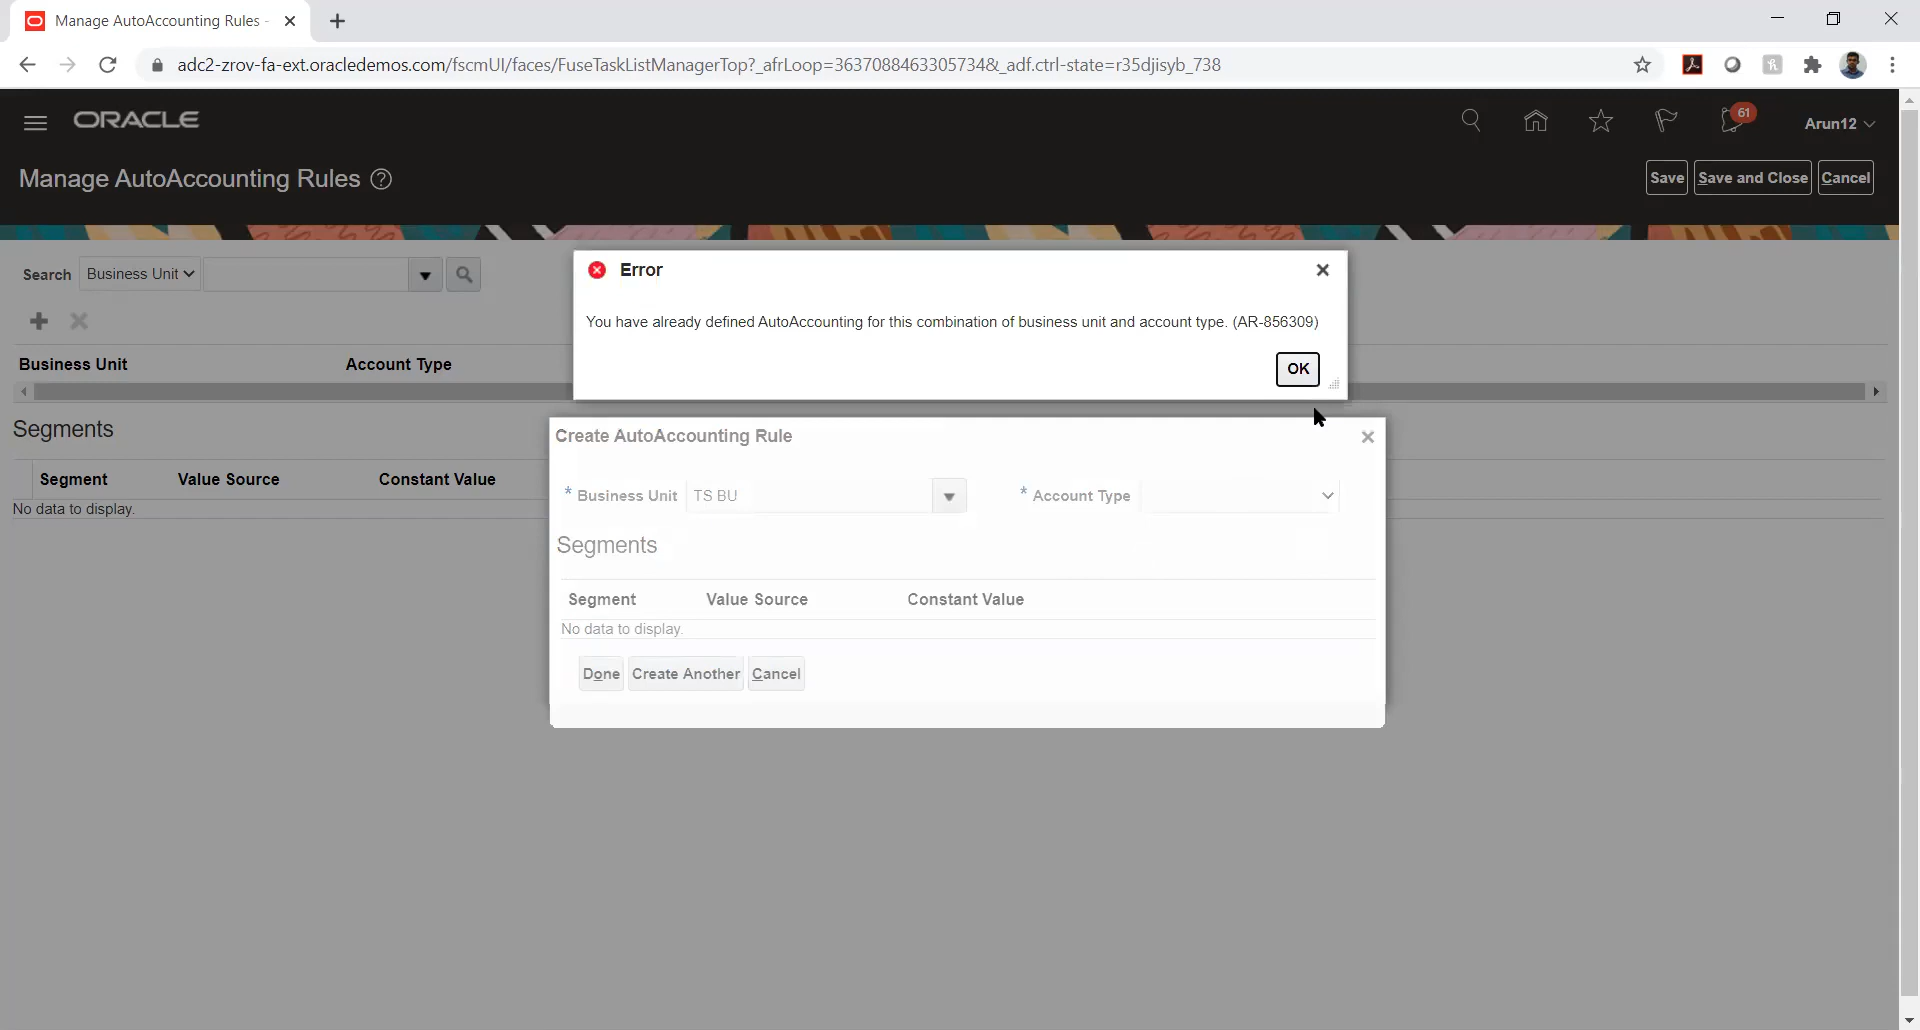 Manage AutoAccounting Rules -
adc2-zrov-fa-ext.oracledemos.com/fscmUI/faces/FuseTaskListManagerTop?_afrLoop=36370884633057348&_adf.ctrl-state=r35djisyb_738
ORACLE
61
Arun12
Manage AutoAccounting Rules ?
Save Save and Close Cancel
Search Business Unit
Error
You have already defined AutoAccounting for this combination of business unit and account type. (AR-856309)
OK
Business Unit Account Type
Segments
Segment Value Source Constant Value
No data to display.
Create AutoAccounting Rule
* Business Unit TS BU * Account Type
Segments
Segment Value Source Constant Value
No data to display.
Done Create Another Cancel